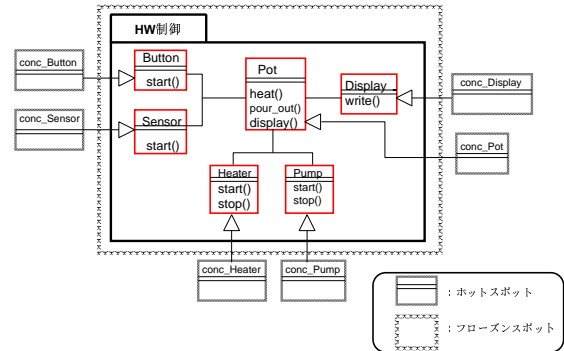 HW制御
conc_Button
Button
start()
conc_Sensor
Sensor
start()
Pot
heat()
pour_out()
display()
Display
write()
conc_Display
conc_Pot
Heater
start()
stop()
Pump
start()
stop()
conc_Heater
conc_Pump
：ホットスポット
：フローズンスポット